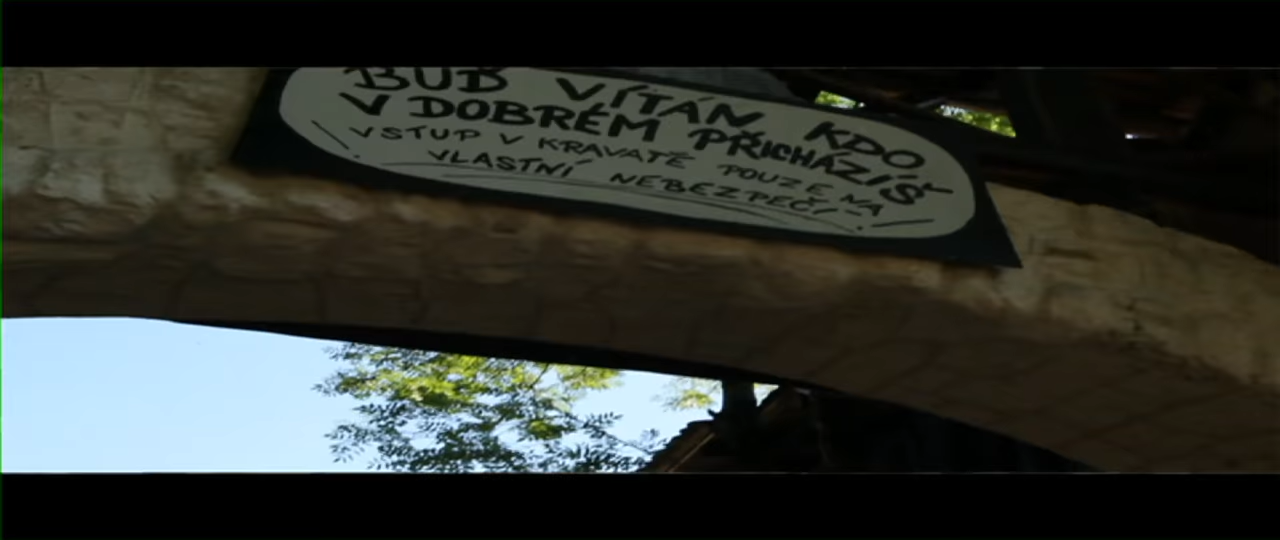 BUĎ VÍTÁN KDO
V DOBRÉM PŘICHÁZÍŠ
VSTUP V KRAVATĚ POUZE NA
VLASTNÍ NEBEZPEČÍ!